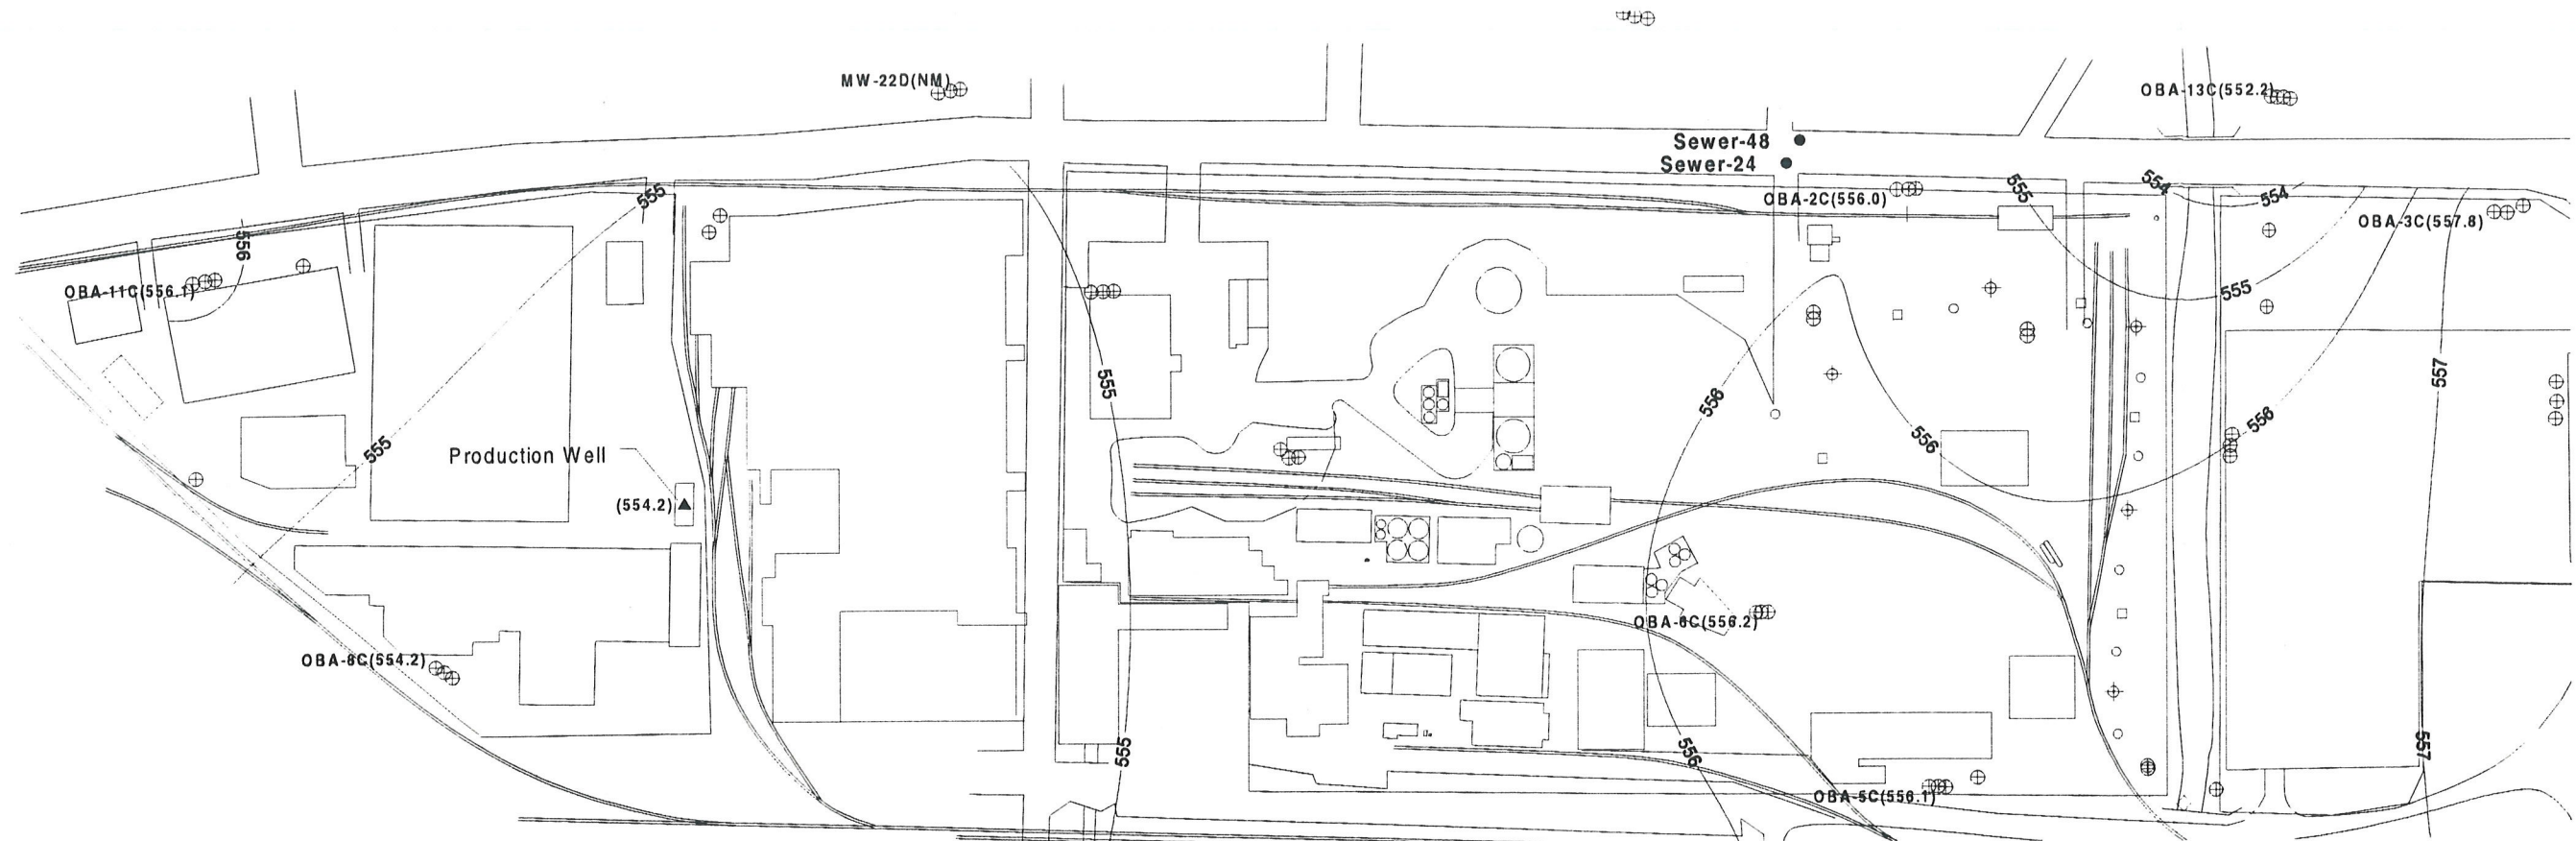 MW-22D(NM)
OBA-13C(552.2)
Sewer-48
Sewer-24
555
OBA-2C(556.0)
555
554
554
OBA-3C(557.8)
556
OBA-11C(556.1)
555
555
557
556
556
556
555
Production Well
(554.2)
OBA-6C(556.2)
OBA-8C(554.2)
555
556
557
OBA-5C(556.1)